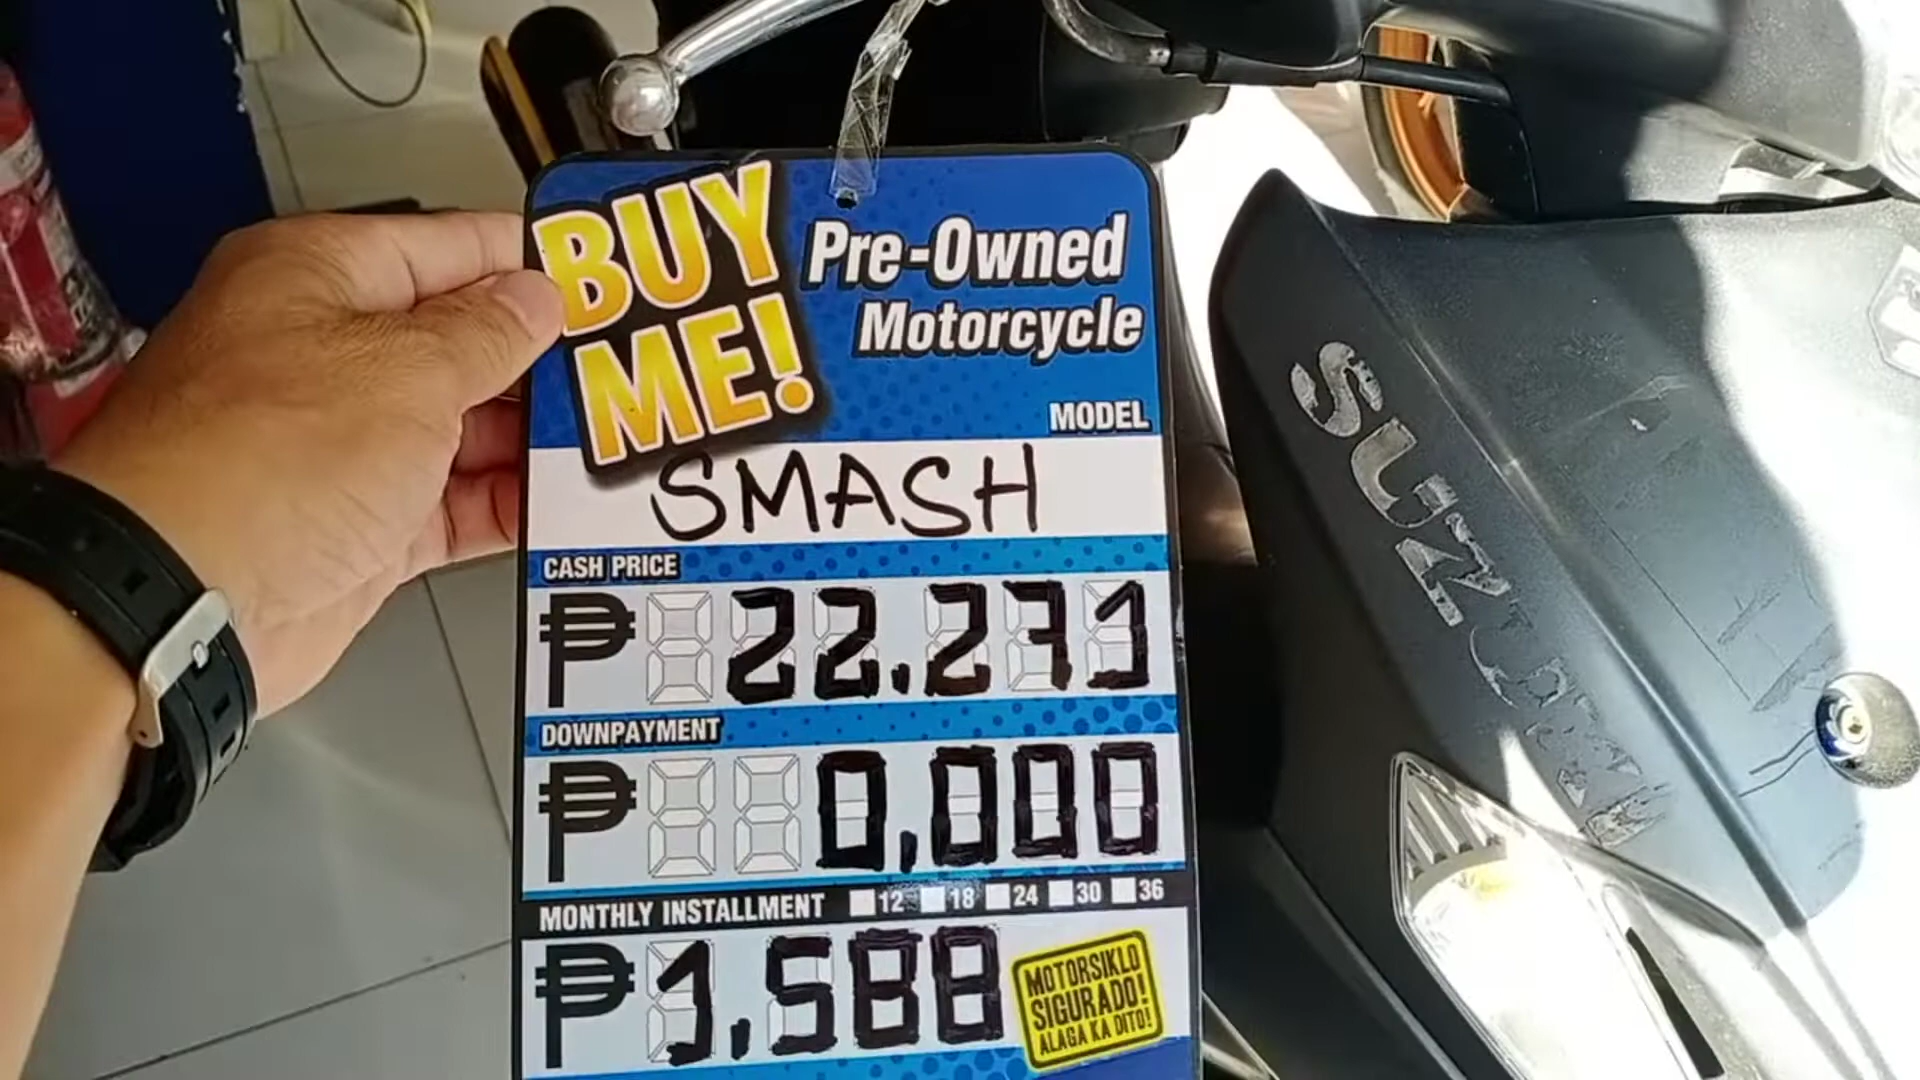 BUY
ME!
Pre-Owned
Motorcycle
MODEL
SMASH
CASH PRICE
₱ 22.271
DOWNPAYMENT
₱ 0,000
MONTHLY INSTALLMENT 12 18 24 30 36
₱ 1,588
MOTORSIKLO
SIGURADO!
ALAGA KA DITO!
SUZUKI